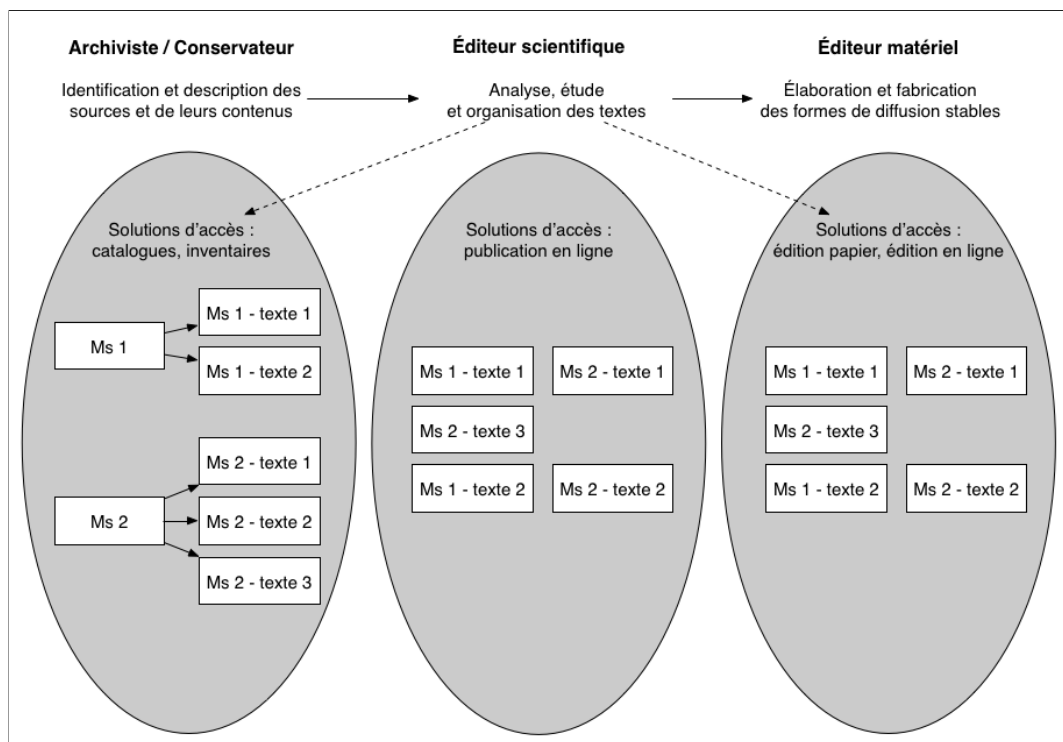 Archiviste / Conservateur
Identification et description des
sources et de leurs contenus
Éditeur scientifique
Analyse, étude
et organisation des textes
Éditeur matériel
Élaboration et fabrication
des formes de diffusion stables
Solutions d'accès :
catalogues, inventaires
Ms 1
Ms 1 - texte 1
Ms 1 - texte 2
Ms 2
Ms 2 - texte 1
Ms 2 - texte 2
Ms 2 - texte 3
Solutions d'accès :
publication en ligne
Ms 1 - texte 1
Ms 2 - texte 1
Ms 2 - texte 3
Ms 1 - texte 2
Ms 2 - texte 2
Solutions d'accès :
édition papier, édition en ligne
Ms 1 - texte 1
Ms 2 - texte 1
Ms 2 - texte 3
Ms 1 - texte 2
Ms 2 - texte 2